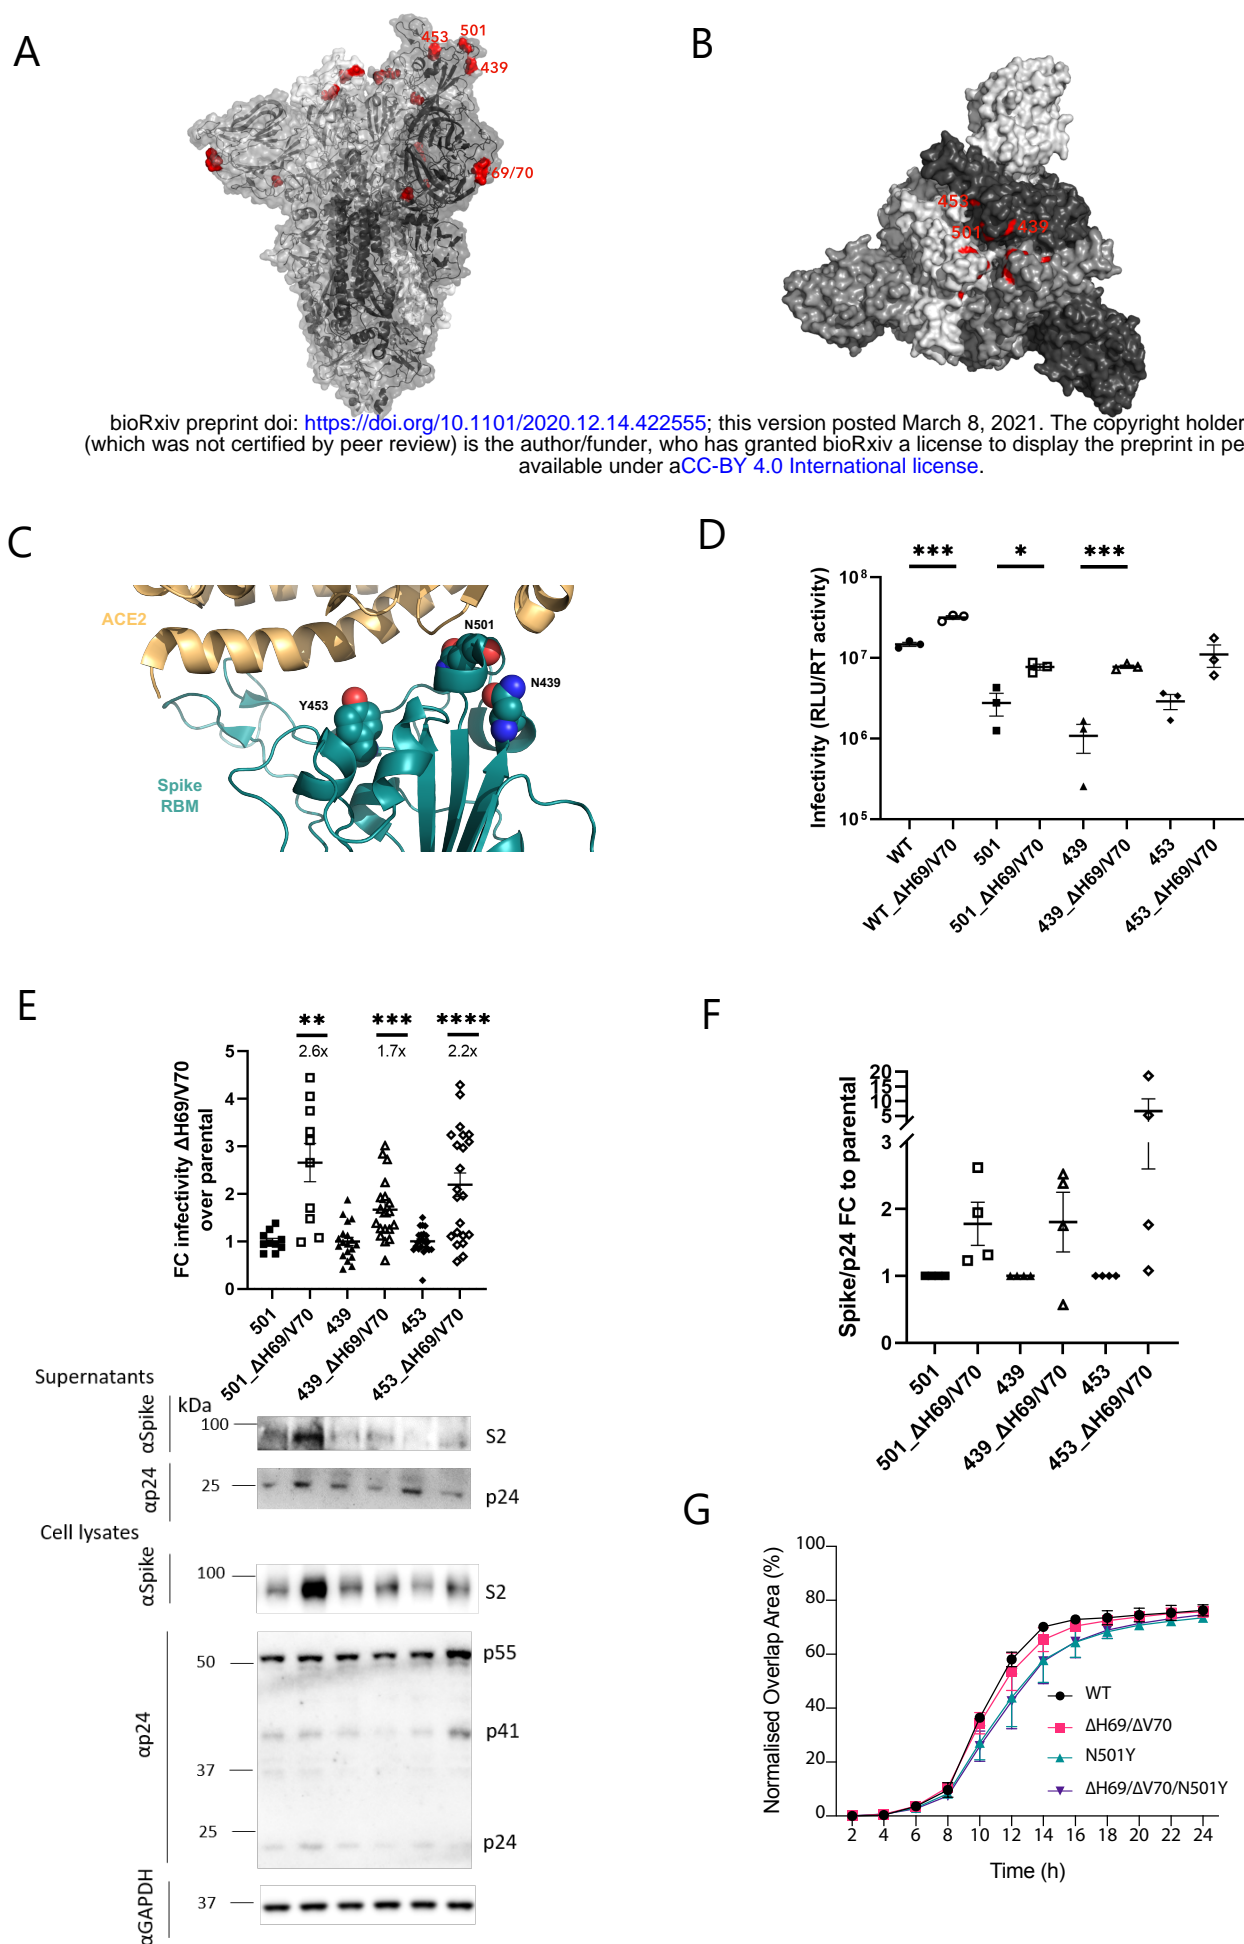 A
453
501
439
69/70
B
453
501
439
bioRxiv preprint doi: https://doi.org/10.1101/2020.12.14.422555; this version posted March 8, 2021. The copyright holder
(which was not certified by peer review) is the author/funder, who has granted bioRxiv a license to display the preprint in pe
available under aCC-BY 4.0 International license.
C
ACE2
N501
N439
Y453
Spike
RBM
D
Infectivity (RLU/RT activity)
*** * ***
10^8
10^7
10^6
10^5
WT
WT_ΔH69/V70
501
501_ΔH69/V70
439
439_ΔH69/V70
453
453_ΔH69/V70
E
FC infectivity ΔH69/V70
over parental
** *** ****
2.6x 1.7x 2.2x
5
4
3
2
1
0
501
501_ΔH69/V70
439
439_ΔH69/V70
453
453_ΔH69/V70
Supernatants
kDa
αSpike
100
S2
αp24
25
p24
Cell lysates
αSpike
100
S2
αp24
50
37
25
p55
p41
p24
αGAPDH
37
F
Spike/p24 FC to parental
20
15
10
5
3
2
1
0
501
501_ΔH69/V70
439
439_ΔH69/V70
453
453_ΔH69/V70
G
Normalised Overlap Area (%)
100
80
60
40
20
0
WT
ΔH69/ΔV70
N501Y
ΔH69/ΔV70/N501Y
2 4 6 8 10 12 14 16 18 20 22 24
Time (h)